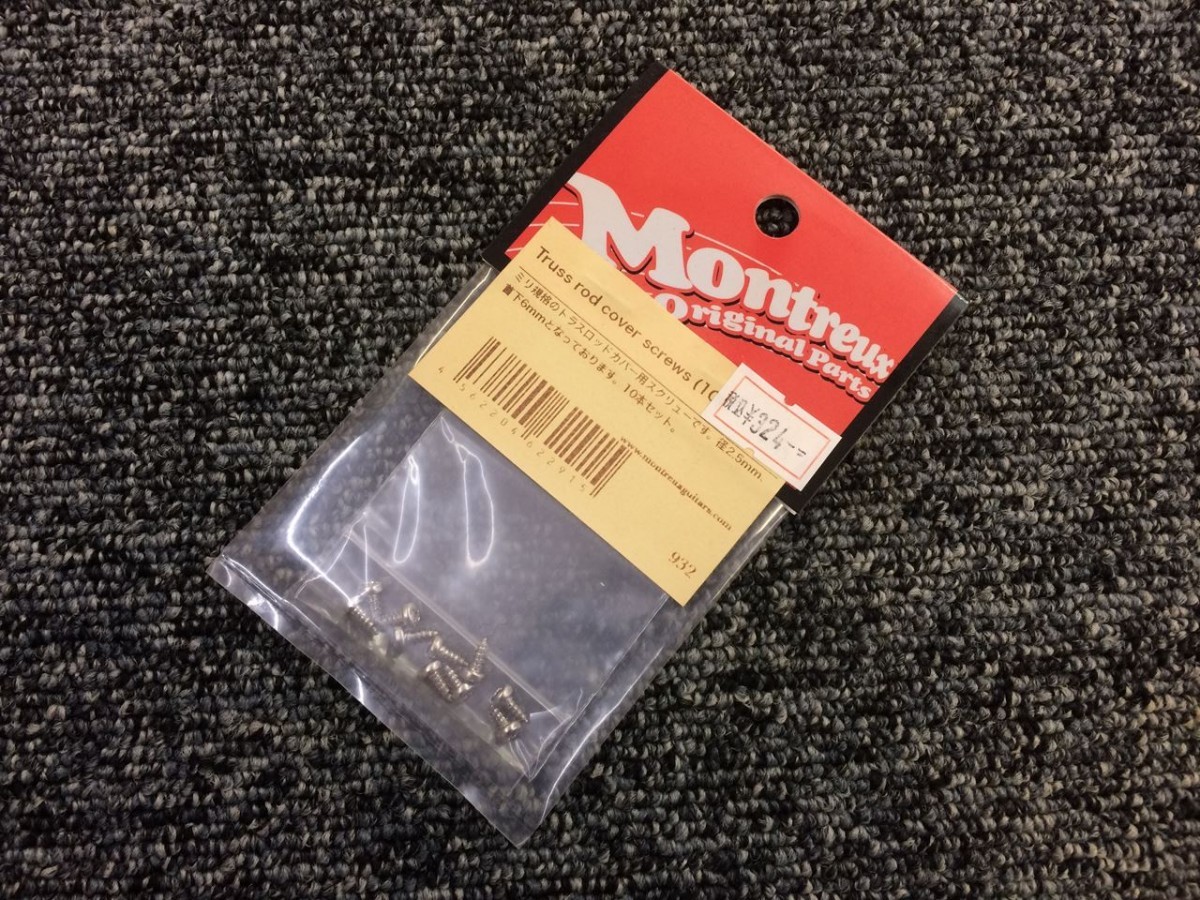 Montreux
Original Parts
Truss rod cover screws (10
ミリ規格のトラスロッドカバー用スクリューです。径2.5mm、
首下6mmとなっております。10本セット。
4562204622915
www.montreuxguitars.com
932
¥324--